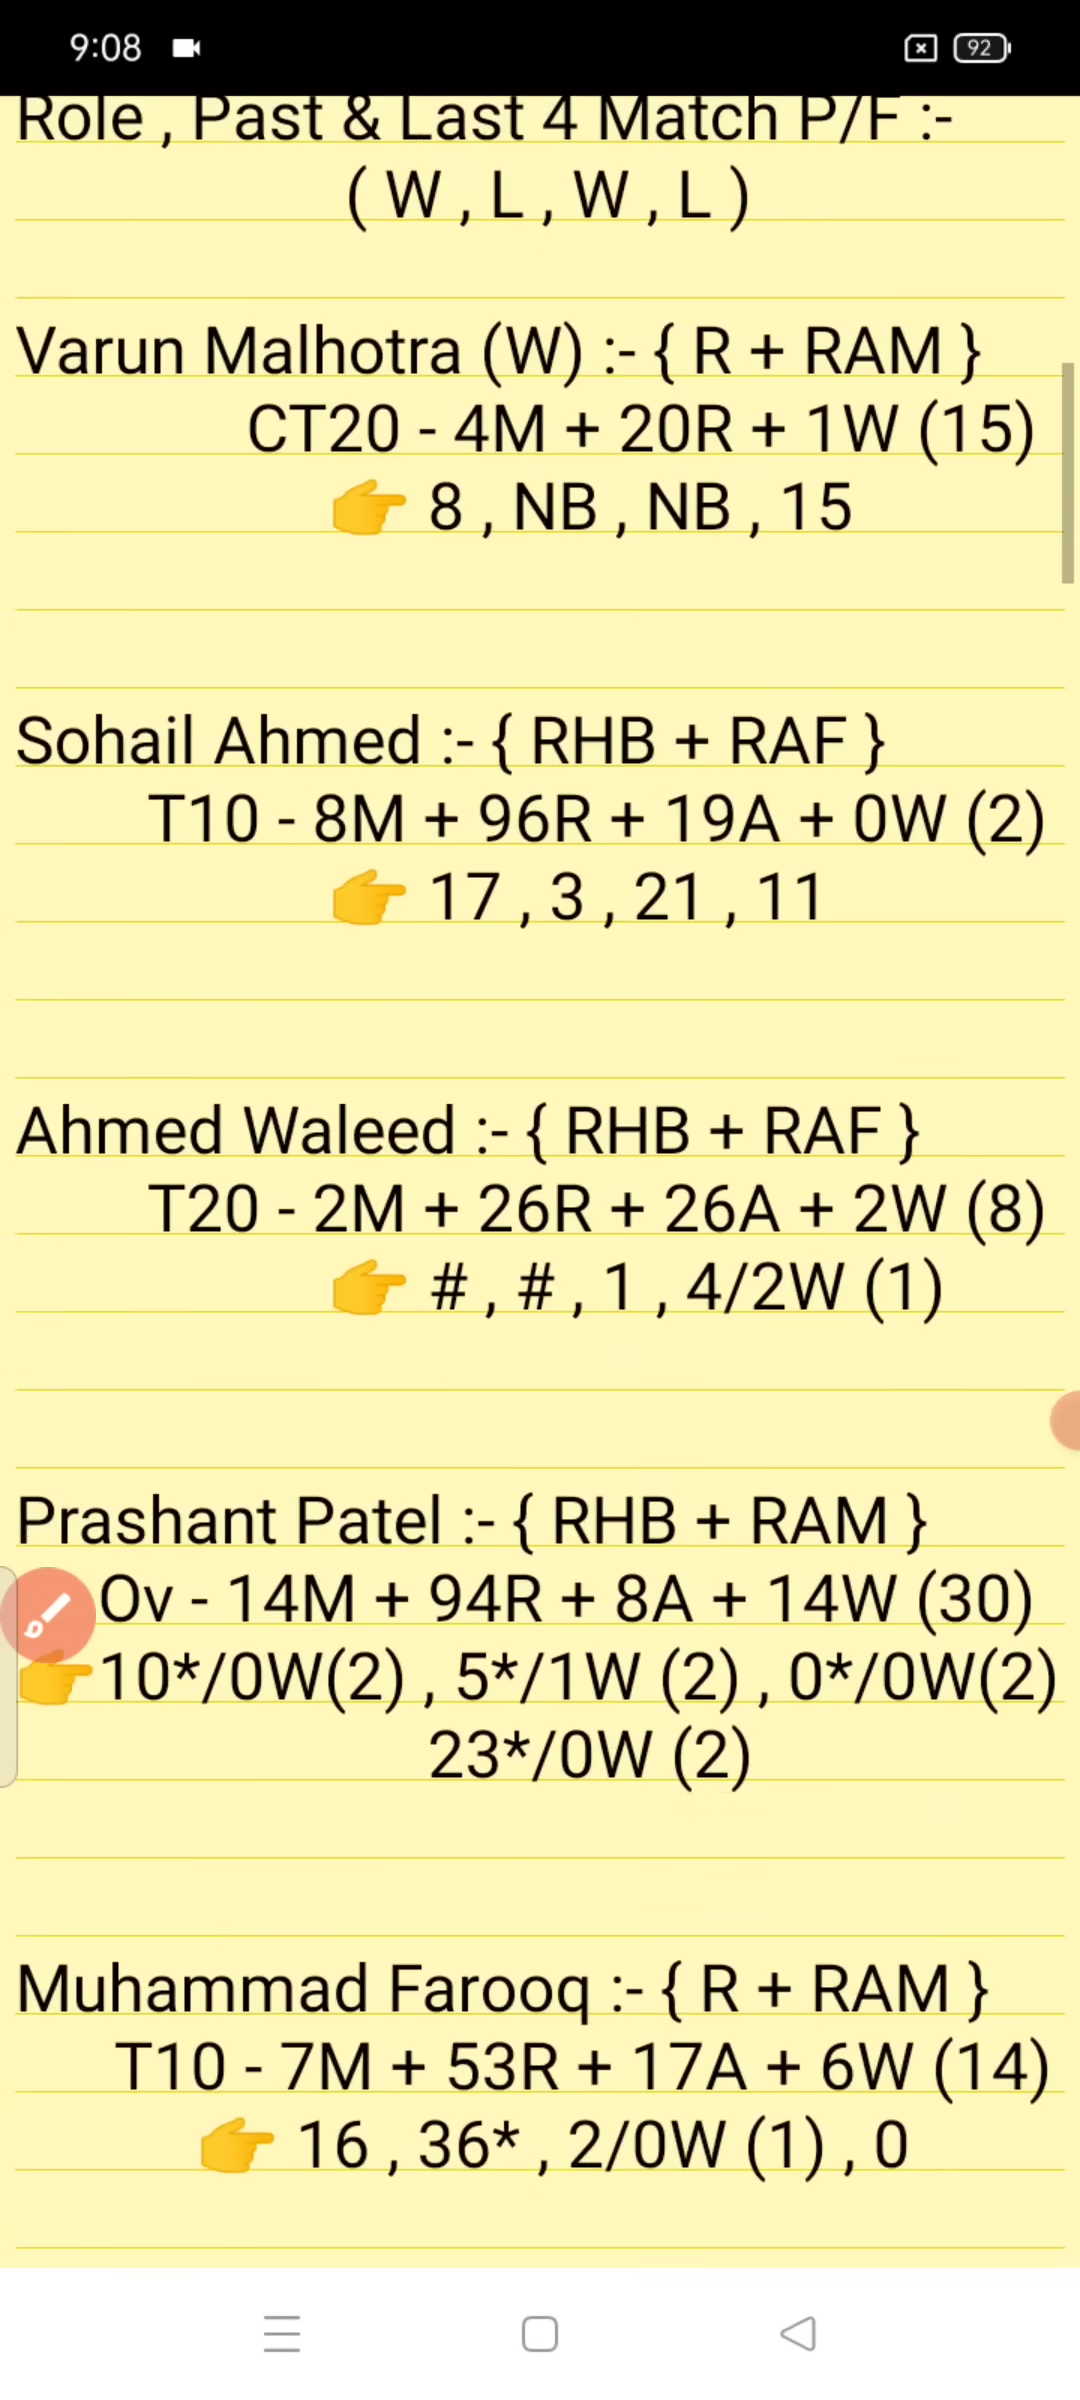 9:08
92
Role , Past & Last 4 Match P/F :-
( W , L , W , L )
Varun Malhotra (W) :- { R + RAM }
CT20 - 4M + 20R + 1W (15)
👉 8 , NB , NB , 15
Sohail Ahmed :- { RHB + RAF }
T10 - 8M + 96R + 19A + 0W (2)
👉 17 , 3 , 21 , 11
Ahmed Waleed :- { RHB + RAF }
T20 - 2M + 26R + 26A + 2W (8)
👉 # , # , 1 , 4/2W (1)
Prashant Patel :- { RHB + RAM }
Ov - 14M + 94R + 8A + 14W (30)
👉 10*/0W(2) , 5*/1W (2) , 0*/0W(2)
23*/0W (2)
Muhammad Farooq :- { R + RAM }
T10 - 7M + 53R + 17A + 6W (14)
👉 16 , 36* , 2/0W (1) , 0